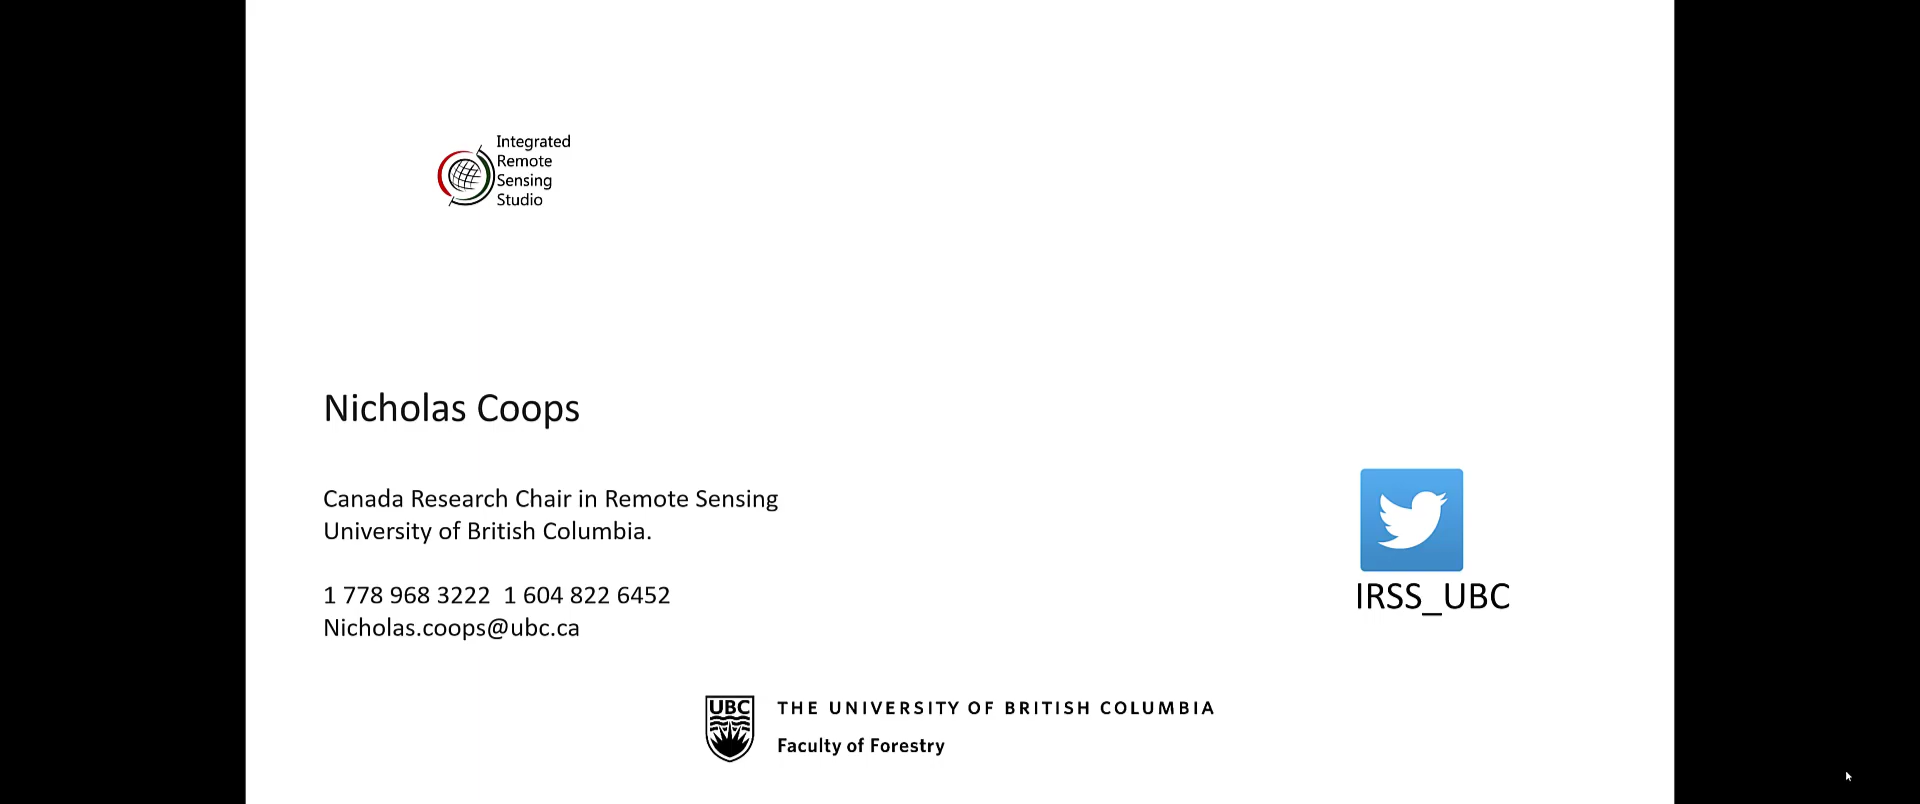 Integrated
Remote
Sensing
Studio
Nicholas Coops
Canada Research Chair in Remote Sensing
University of British Columbia.
1 778 968 3222  1 604 822 6452
Nicholas.coops@ubc.ca
IRSS_UBC
UBC
THE UNIVERSITY OF BRITISH COLUMBIA
Faculty of Forestry